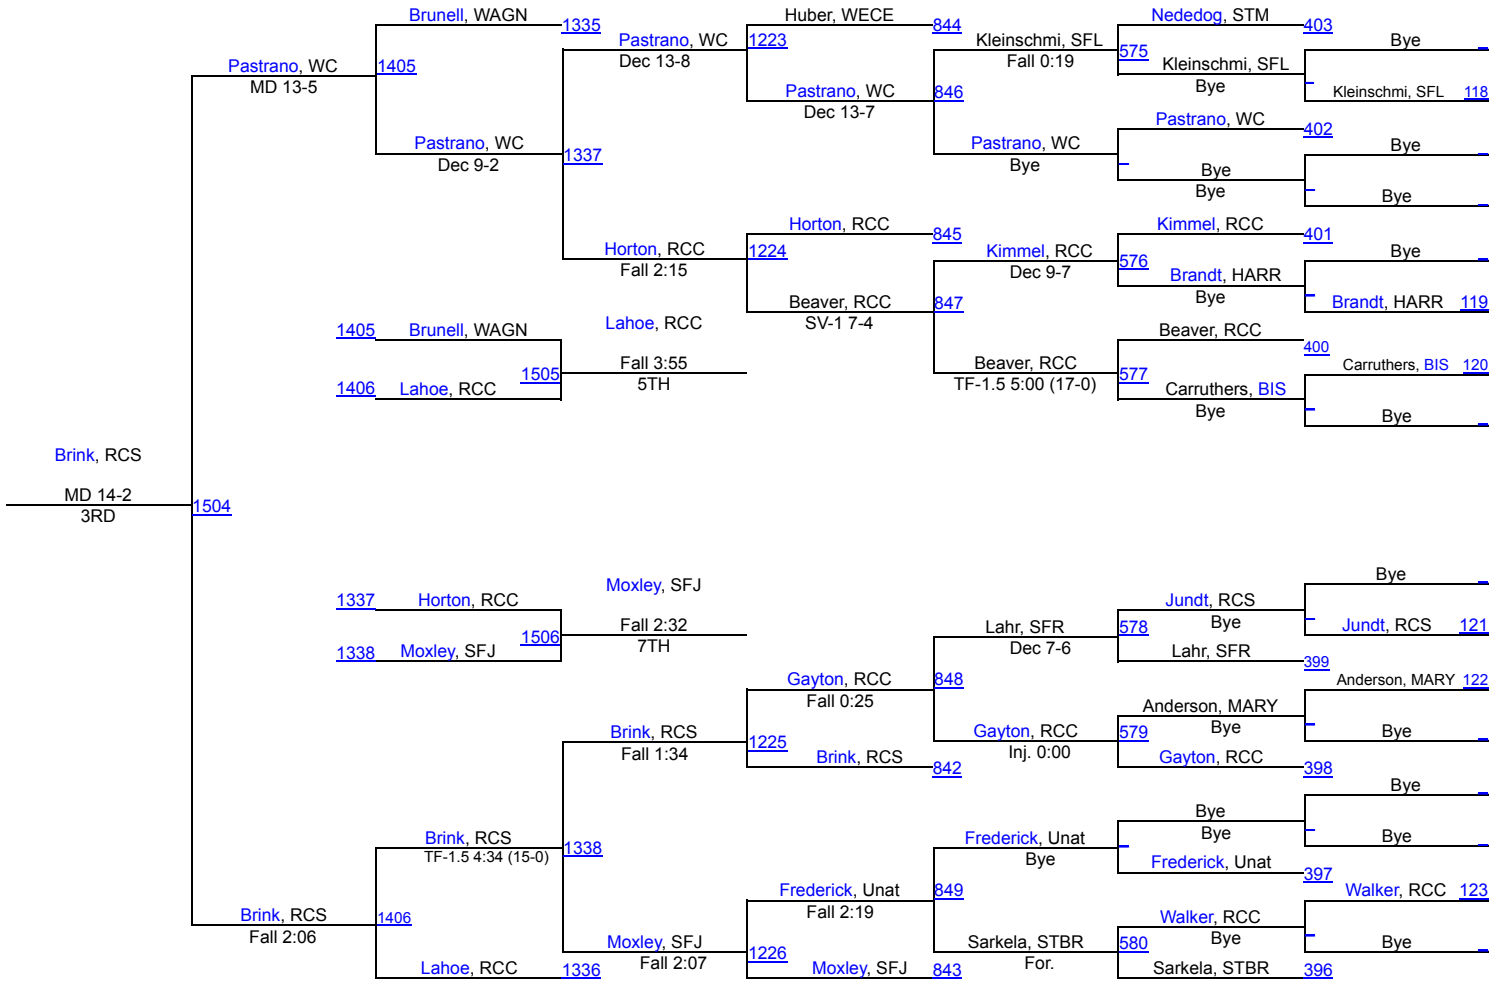 Brunell, WAGN 1335
Huber, WECE 844
Nededog, STM 403
Pastrano, WC 1223
Dec 13-8
Kleinschmi, SFL 575
Fall 0:19
Bye
Pastrano, WC 1405
MD 13-5
Kleinschmi, SFL
Bye
Pastrano, WC 846
Dec 13-7
Kleinschmi, SFL 118
Pastrano, WC 402
Pastrano, WC 1337
Dec 9-2
Pastrano, WC
Bye
Bye
Bye
Bye
Bye
Horton, RCC 845
Kimmel, RCC 401
Horton, RCC 1224
Fall 2:15
Kimmel, RCC 576
Dec 9-7
Bye
Brandt, HARR
Bye
Beaver, RCC 847
SV-1 7-4
Brandt, HARR 119
1405 Brunell, WAGN
Lahoe, RCC
Beaver, RCC 400
Fall 3:55
5TH
1505
Beaver, RCC 577
TF-1.5 5:00 (17-0)
Carruthers, BIS 120
1406 Lahoe, RCC
Carruthers, BIS
Bye
Bye
Brink, RCS
MD 14-2
3RD
1504
Moxley, SFJ
Bye
1337 Horton, RCC
Jundt, RCS
Bye
1506
Fall 2:32
7TH
Lahr, SFR 578
Dec 7-6
Jundt, RCS 121
1338 Moxley, SFJ
Lahr, SFR 399
Gayton, RCC 848
Fall 0:25
Anderson, MARY 122
Anderson, MARY
Bye
Brink, RCS 1225
Fall 1:34
Gayton, RCC 579
Inj. 0:00
Bye
Brink, RCS 842
Gayton, RCC 398
Bye
Bye
Bye
Brink, RCS 1338
TF-1.5 4:34 (15-0)
Frederick, Unat
Bye
Bye
Frederick, Unat 397
Frederick, Unat 849
Fall 2:19
Walker, RCC 123
Brink, RCS 1406
Fall 2:06
Walker, RCC
Bye
Moxley, SFJ 1226
Fall 2:07
Sarkela, STBR 580
For.
Bye
Lahoe, RCC 1336
Moxley, SFJ 843
Sarkela, STBR 396